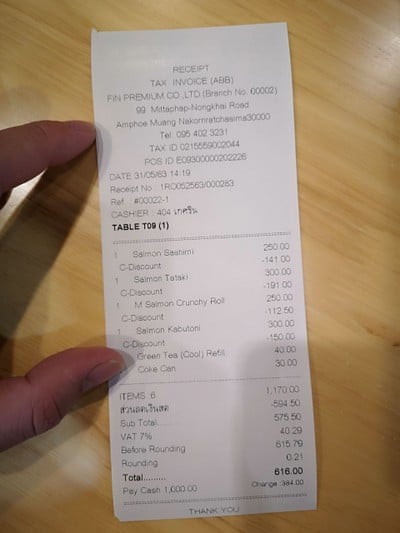 RECEIPT
TAX INVOICE (ABB)
FIN PREMIUM CO.,LTD.(Branch No. 00002)
99 Mittaphap-Nongkhai Road
Amphoe Muang Nakornratchasima30000
Tel: 095 402 3231
TAX ID 0215559002044
POS ID E09300000202226
DATE 31/05/63 14:19
Receipt No : 1RC052563/000283
Ref : #00022-1
CASHIER : 404 เกศริน
TABLE T09 (1)
1 Salmon Sashimi 250.00
C-Discount -141.00
1 Salmon Tataki 300.00
C-Discount -191.00
1 M Salmon Crunchy Roll 250.00
C-Discount -112.50
1 Salmon Kabutoni 300.00
C-Discount -150.00
Green Tea (Cool) Refill 40.00
Coke Can 30.00
ITEMS :6 1,170.00
ส่วนลดเงินสด -594.50
Sub Total...... 575.50
VAT 7% 40.29
Before Rounding 615.79
Rounding 0.21
Total......... 616.00
Pay Cash 1,000.00 Change :384.00
THANK YOU